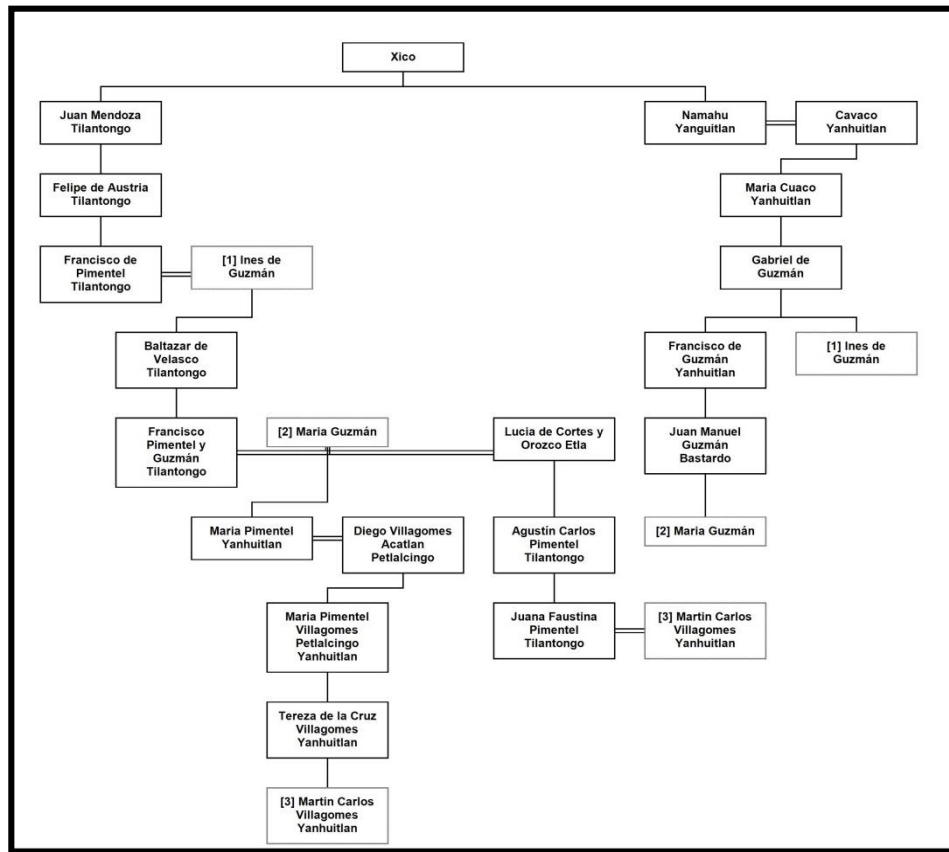 Xico
Juan Mendoza
Tilantongo
Namahu
Yanguitlan
Cavaco
Yanhuitlan
Felipe de Austria
Tilantongo
Maria Cuaco
Yanhuitlan
Francisco de
Pimentel
Tilantongo
[1] Ines de
Guzmán
Gabriel de
Guzmán
Baltazar de
Velasco
Tilantongo
Francisco de
Guzmán
Yanhuitlan
[1] Ines de
Guzmán
Francisco
Pimentel y
Guzmán
Tilantongo
[2] Maria Guzmán
Lucia de Cortes y
Orozco Etla
Juan Manuel
Guzmán
Bastardo
Maria Pimentel
Yanhuitlan
Diego Villagomes
Acatlan
Petlalcingo
Agustín Carlos
Pimentel
Tilantongo
[2] Maria Guzmán
Maria Pimentel
Villagomes
Petlalcingo
Yanhuitlan
Juana Faustina
Pimentel
Tilantongo
[3] Martin Carlos
Villagomes
Yanhuitlan
Tereza de la Cruz
Villagomes
Yanhuitlan
[3] Martin Carlos
Villagomes
Yanhuitlan